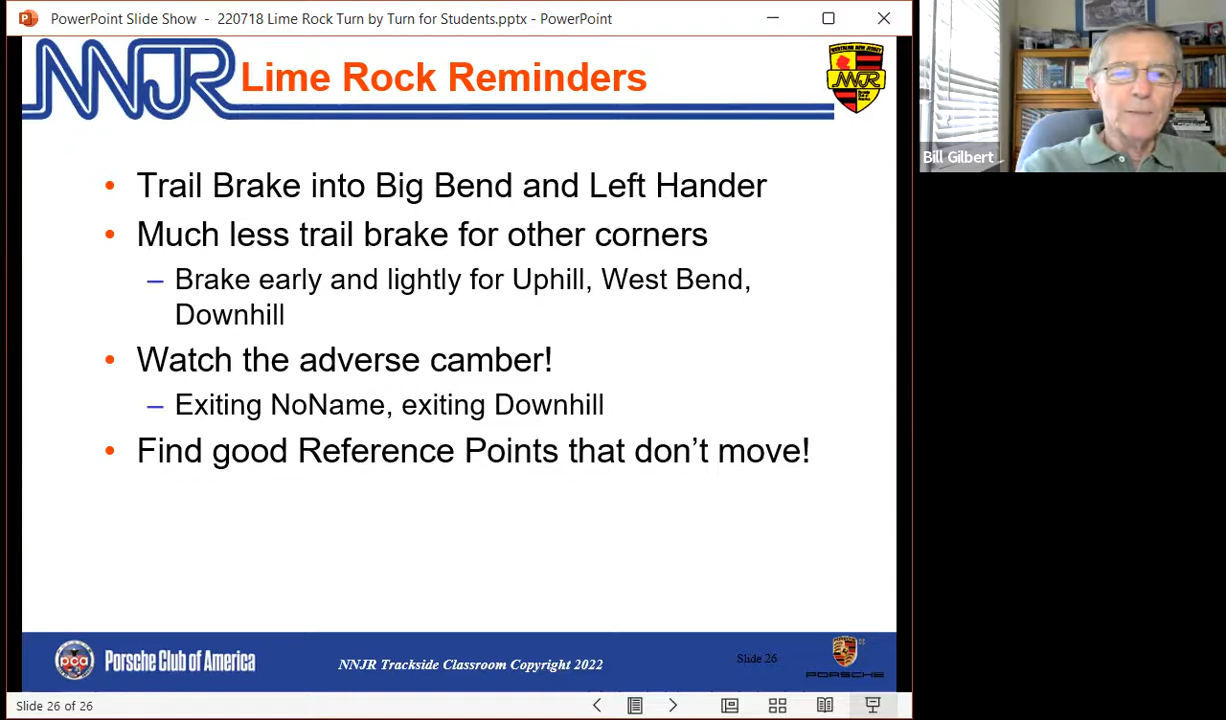 PowerPoint Slide Show - 220718 Lime Rock Turn by Turn for Students.pptx - PowerPoint
NNJR
Lime Rock Reminders
NNJR
Bill Gilbert
• Trail Brake into Big Bend and Left Hander
• Much less trail brake for other corners
– Brake early and lightly for Uphill, West Bend,
Downhill
• Watch the adverse camber!
– Exiting NoName, exiting Downhill
• Find good Reference Points that don't move!
pca
Porsche Club of America
NNJR Trackside Classroom Copyright 2022
Slide 26
PORSCHE
Slide 26 of 26